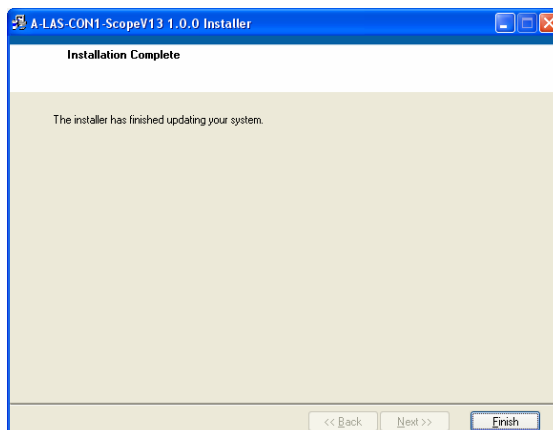 A-LAS-CON1-ScopeV13 1.0.0 Installer
Installation Complete
The installer has finished updating your system.
<< Back Next >> Finish